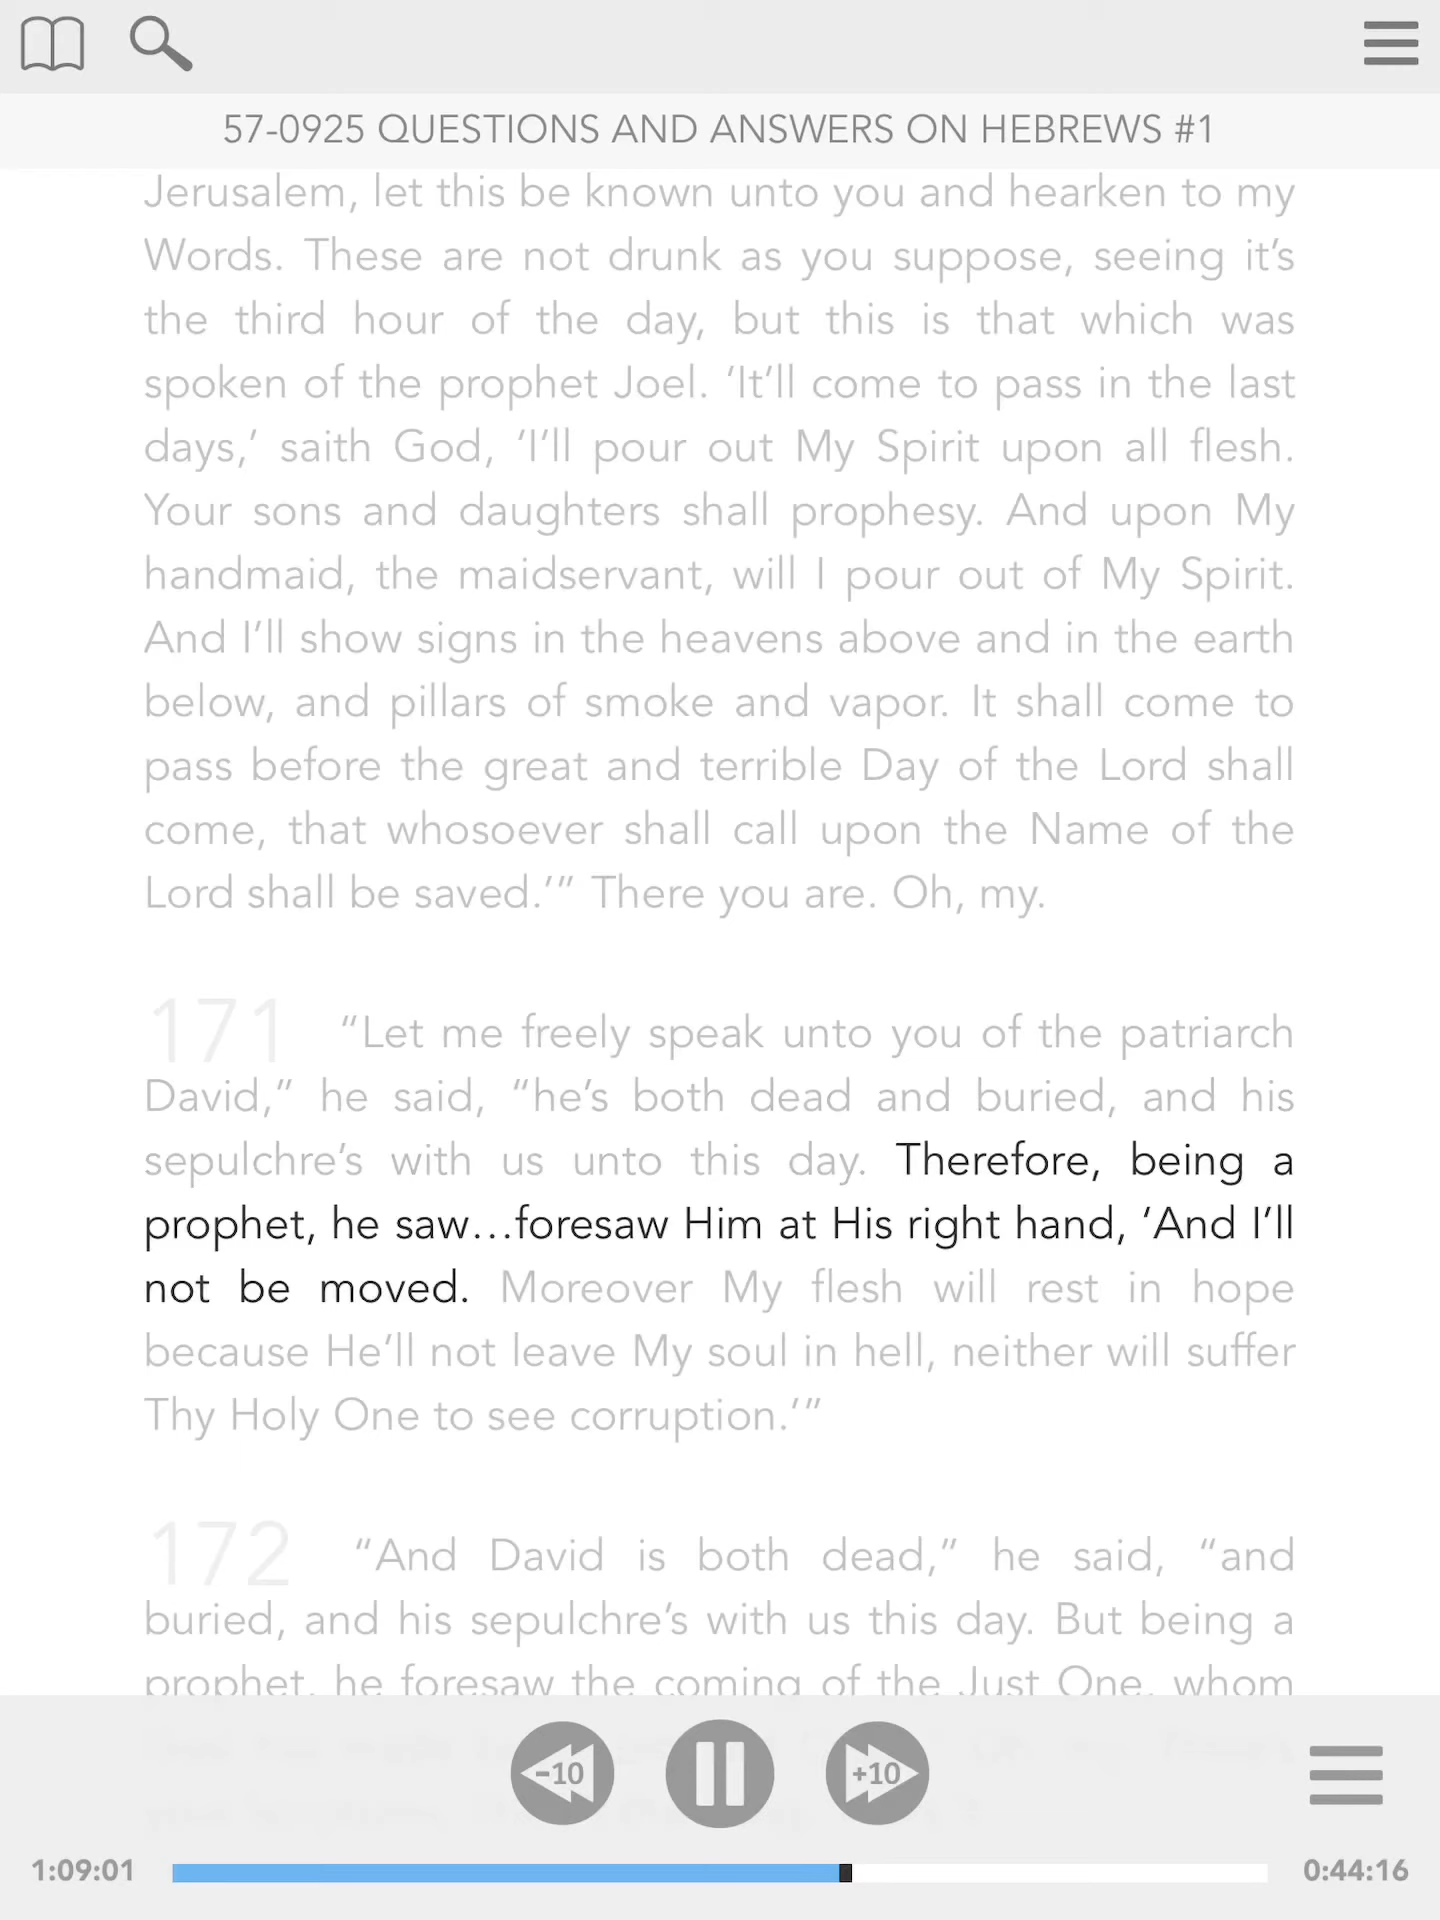 57-0925 QUESTIONS AND ANSWERS ON HEBREWS #1
Jerusalem, let this be known unto you and hearken to my
Words. These are not drunk as you suppose, seeing it’s
the third hour of the day, but this is that which was
spoken of the prophet Joel. ‘It’ll come to pass in the last
days,’ saith God, ‘I’ll pour out My Spirit upon all flesh.
Your sons and daughters shall prophesy. And upon My
handmaid, the maidservant, will I pour out of My Spirit.
And I’ll show signs in the heavens above and in the earth
below, and pillars of smoke and vapor. It shall come to
pass before the great and terrible Day of the Lord shall
come, that whosoever shall call upon the Name of the
Lord shall be saved.’” There you are. Oh, my.
171 “Let me freely speak unto you of the patriarch
David,” he said, “he’s both dead and buried, and his
sepulchre’s with us unto this day. Therefore, being a
prophet, he saw…foresaw Him at His right hand, ‘And I’ll
not be moved. Moreover My flesh will rest in hope
because He’ll not leave My soul in hell, neither will suffer
Thy Holy One to see corruption.’”
172 “And David is both dead,” he said, “and
buried, and his sepulchre’s with us this day. But being a
prophet, he foresaw the coming of the Just One, whom
-10 +10
1:09:01 0:44:16